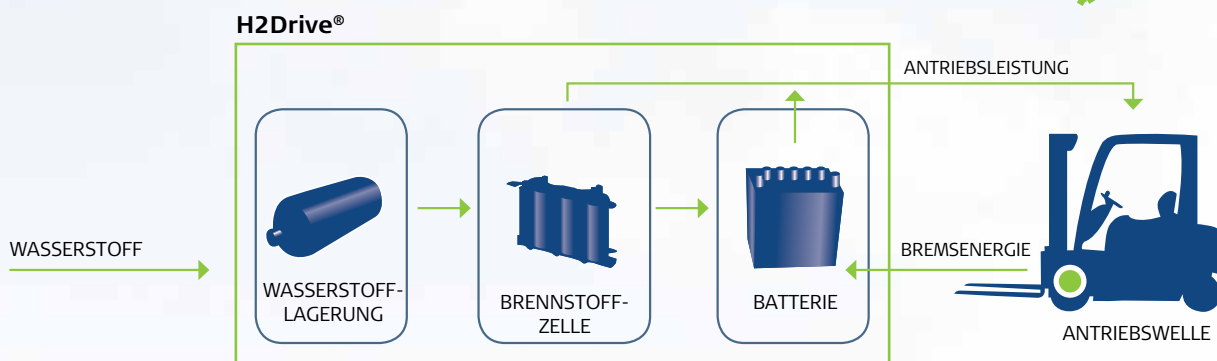 H2Drive®
ANTRIEBSLEISTUNG
WASSERSTOFF
WASSERSTOFF-
LAGERUNG
BRENNSTOFF-
ZELLE
BATTERIE
BREMSENERGIE
ANTRIEBSWELLE